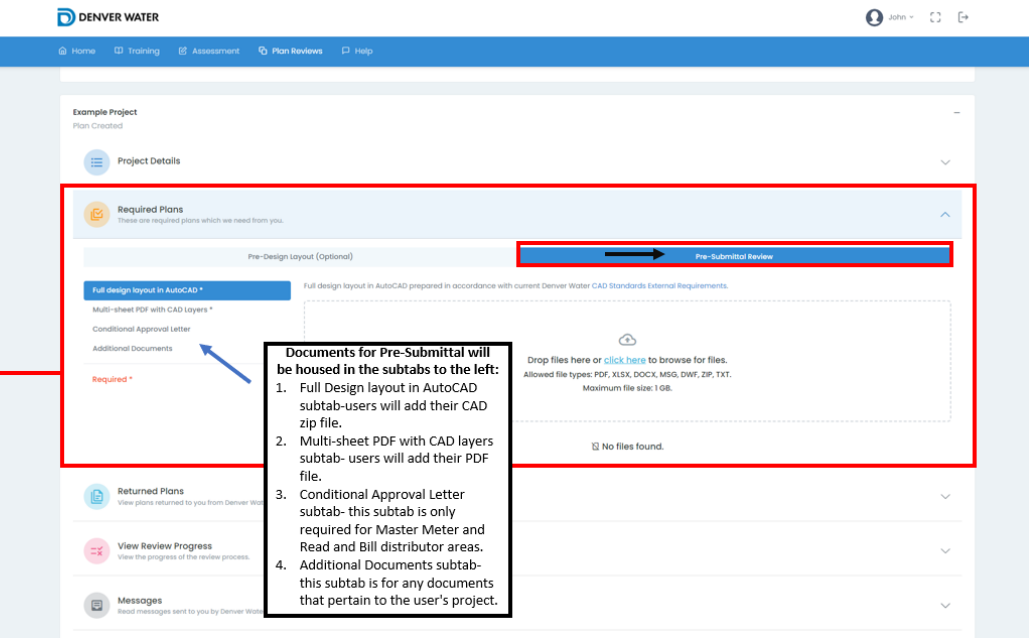 DENVER WATER
John
Home Training Assessment Plan Reviews Help
Example Project
Plan Created
Project Details
Required Plans
These are required plans which we need from you.
Pre-Design Layout (Optional)
Pre-Submittal Review
Full design layout in AutoCAD *
Multi-sheet PDF with CAD Layers *
Conditional Approval Letter
Additional Documents
Required *
Full design layout in AutoCAD prepared in accordance with current Denver Water CAD Standards External Requirements.
Drop files here or click here to browse for files.
Allowed file types: PDF, XLSX, DOCX, MSG, DWF, ZIP, TXT.
Maximum file size: 1 GB.
No files found.
Documents for Pre-Submittal will
be housed in the subtabs to the left:
1. Full Design layout in AutoCAD
subtab-users will add their CAD
zip file.
2. Multi-sheet PDF with CAD layers
subtab- users will add their PDF
file.
3. Conditional Approval Letter
subtab- this subtab is only
required for Master Meter and
Read and Bill distributor areas.
4. Additional Documents subtab-
this subtab is for any documents
that pertain to the user's project.
Returned Plans
View plans returned to you from Denver Wat
View Review Progress
View the progress of the review process.
Messages
Read messages sent to you by Denver Wate